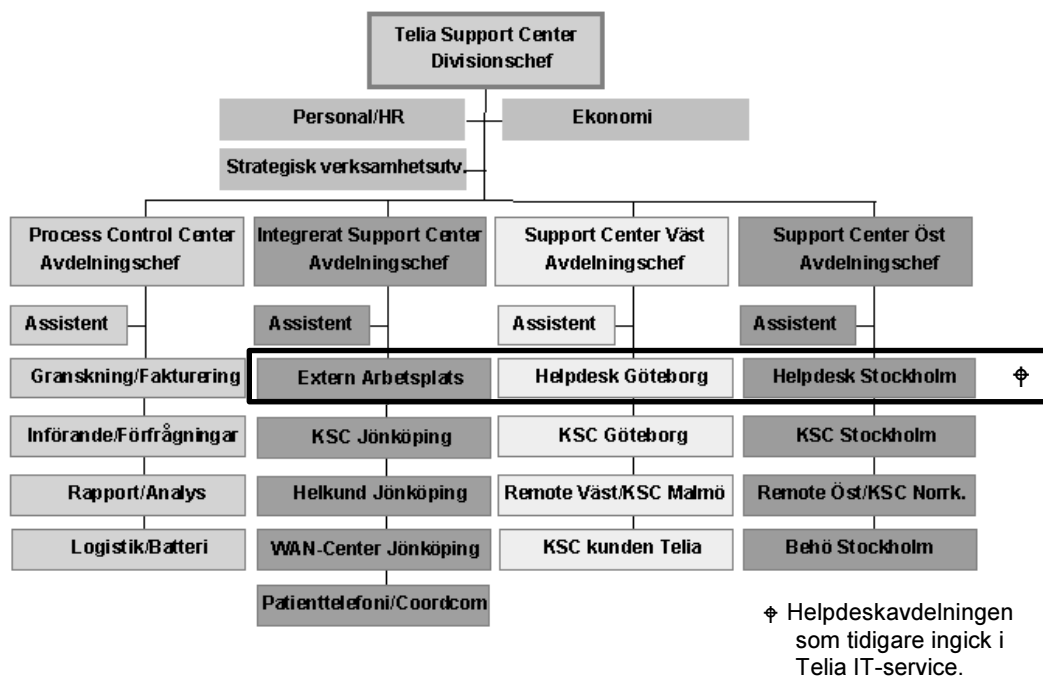 Telia Support Center
Divisionschef
Personal/HR
Ekonomi
Strategisk verksamhetsutv.
Process Control Center
Avdelningschef
Integrerat Support Center
Avdelningschef
Support Center Väst
Avdelningschef
Support Center Öst
Avdelningschef
Assistent
Assistent
Assistent
Assistent
Granskning/Fakturering
Extern Arbetsplats
Helpdesk Göteborg
Helpdesk Stockholm
⌖
Införande/Förfrågningar
KSC Jönköping
KSC Göteborg
KSC Stockholm
Rapport/Analys
Helkund Jönköping
Remote Väst/KSC Malmö
Remote Öst/KSC Norrk.
Logistik/Batteri
WAN-Center Jönköping
KSC kunden Telia
Behö Stockholm
Patienttelefoni/Coordcom
⌖ Helpdeskavdelningen
som tidigare ingick i
Telia IT-service.